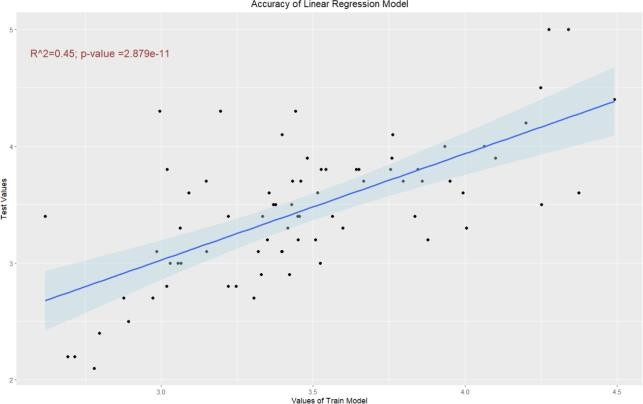 Accuracy of Linear Regression Model
R^2=0.45; p-value =2.879e-11
5
4
3
2
Test Values
3.0 3.5 4.0 4.5
Values of Train Model